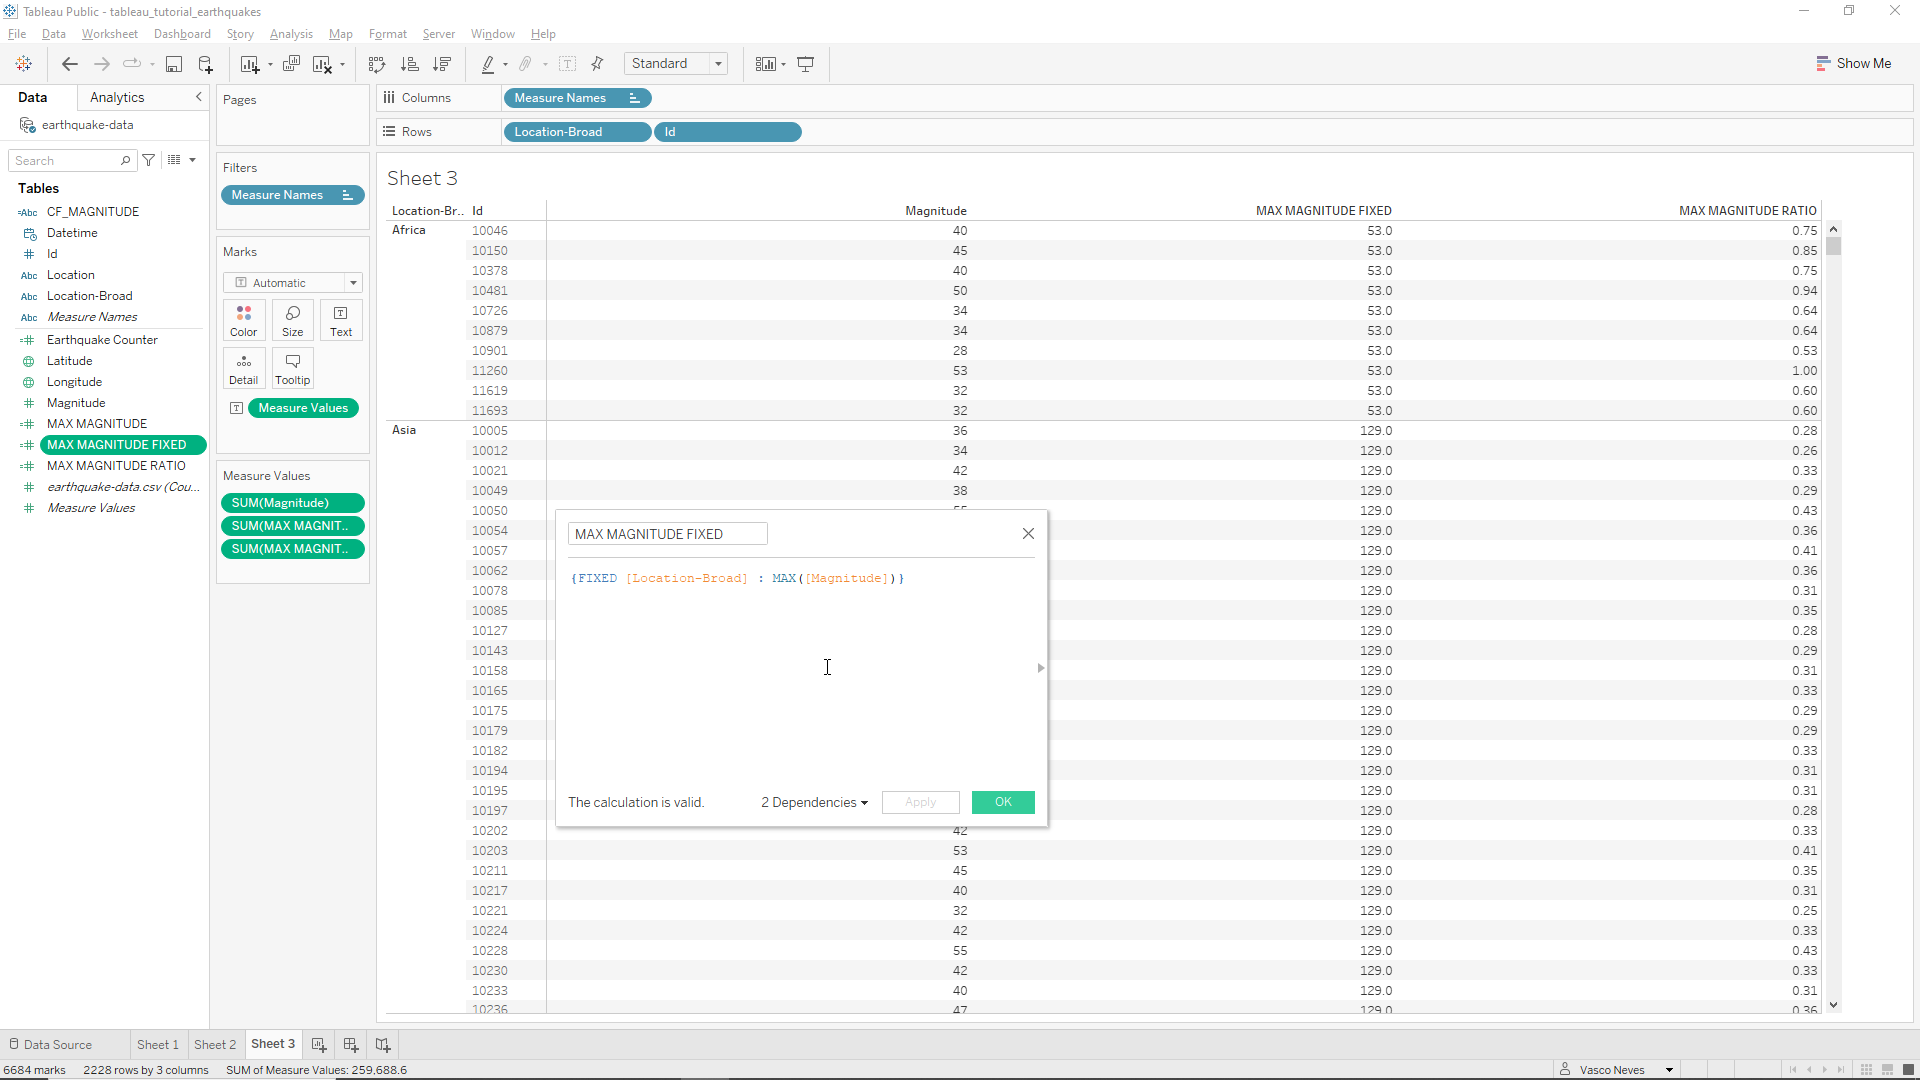 Tableau Public - tableau_tutorial_earthquakes
File Data Worksheet Dashboard Story Analysis Map Format Server Window Help
Standard
Show Me
Data Analytics
earthquake-data
Search
Tables
CF_MAGNITUDE
Datetime
Id
Location
Location-Broad
Measure Names
Earthquake Counter
Latitude
Longitude
Magnitude
MAX MAGNITUDE
MAX MAGNITUDE FIXED
MAX MAGNITUDE RATIO
earthquake-data.csv (Cou...
Measure Values
Pages
Filters
Measure Names
Marks
Automatic
Color Size Text
Detail Tooltip
Measure Values
Measure Values
SUM(Magnitude)
SUM(MAX MAGNIT..
SUM(MAX MAGNIT..
Columns Measure Names
Rows Location-Broad Id
Sheet 3
Location-Br.. Id Magnitude MAX MAGNITUDE FIXED MAX MAGNITUDE RATIO
Africa 10046 40 53.0 0.75
10150 45 53.0 0.85
10378 40 53.0 0.75
10481 50 53.0 0.94
10726 34 53.0 0.64
10879 34 53.0 0.64
10901 28 53.0 0.53
11260 53 53.0 1.00
11619 32 53.0 0.60
11693 32 53.0 0.60
Asia 10005 36 129.0 0.28
10012 34 129.0 0.26
10021 42 129.0 0.33
10049 38 129.0 0.29
10050 129.0 0.43
10054 129.0 0.36
10057 129.0 0.41
10062 129.0 0.36
10078 129.0 0.31
10085 129.0 0.35
10127 129.0 0.28
10143 129.0 0.29
10158 129.0 0.31
10165 129.0 0.33
10175 129.0 0.29
10179 129.0 0.29
10182 129.0 0.33
10194 129.0 0.31
10195 129.0 0.31
10197 129.0 0.28
10202 42 129.0 0.33
10203 53 129.0 0.41
10211 45 129.0 0.35
10217 40 129.0 0.31
10221 32 129.0 0.25
10224 42 129.0 0.33
10228 55 129.0 0.43
10230 42 129.0 0.33
10233 40 129.0 0.31
10236 47 129.0 0.36
MAX MAGNITUDE FIXED
{FIXED [Location-Broad] : MAX([Magnitude])}
The calculation is valid. 2 Dependencies Apply OK
Data Source Sheet 1 Sheet 2 Sheet 3
6684 marks 2228 rows by 3 columns SUM of Measure Values: 259,688.6 Vasco Neves